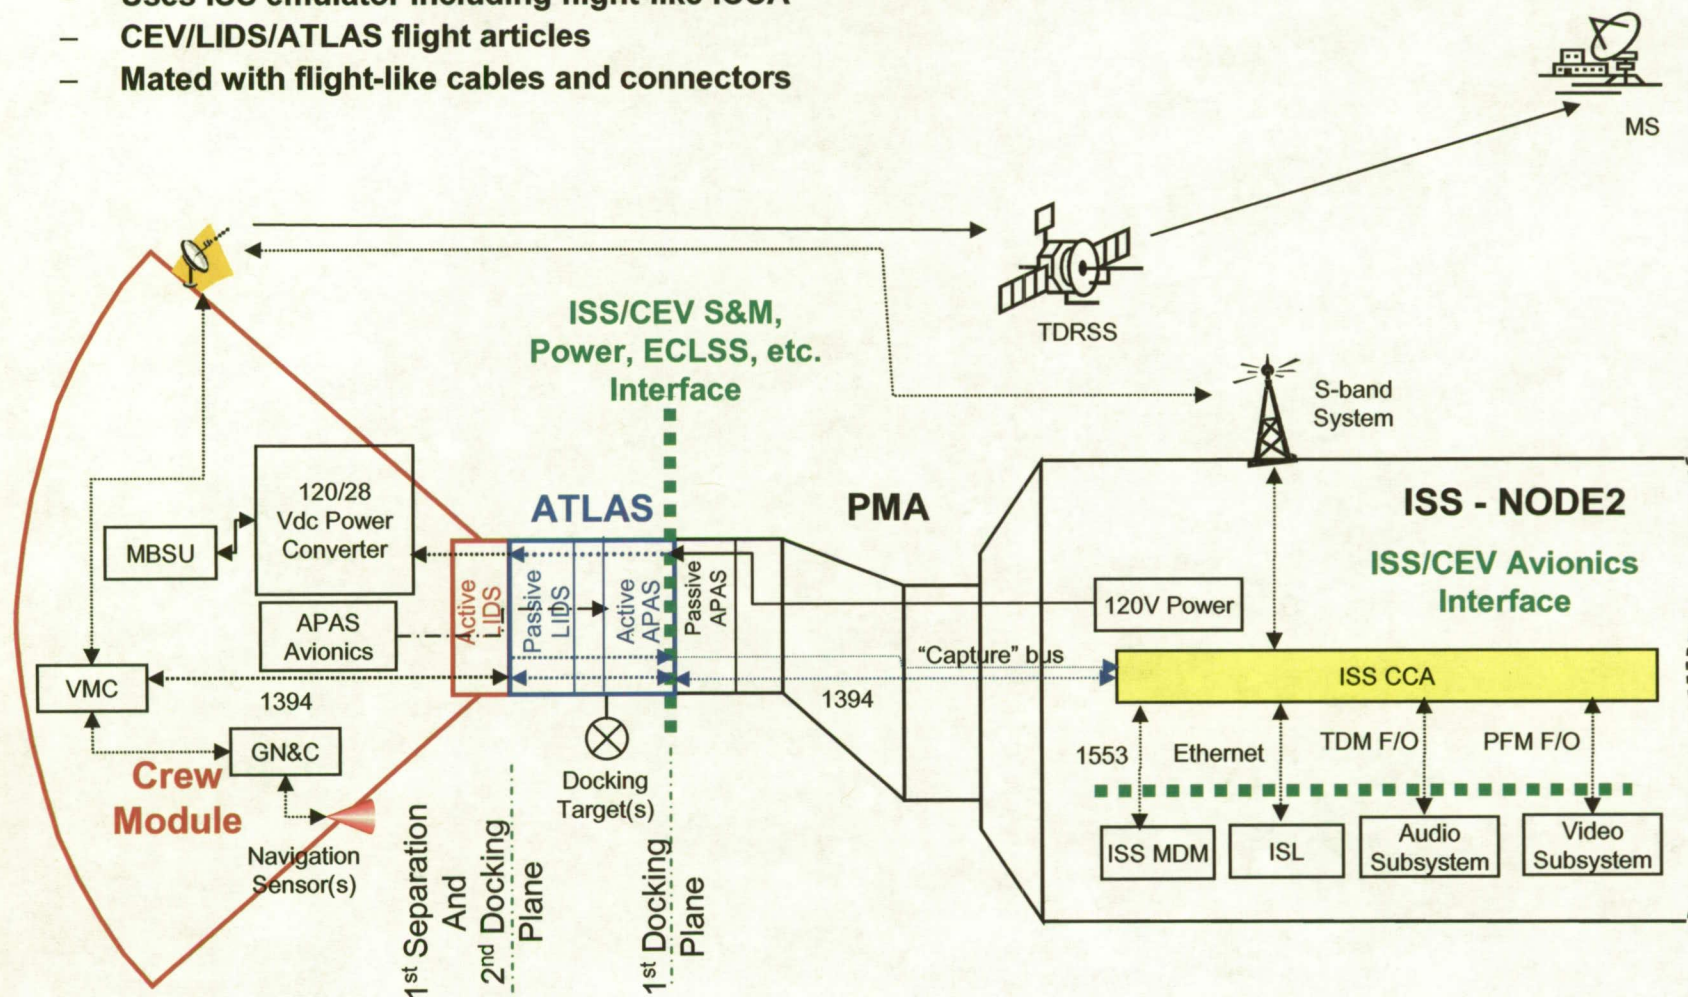 – CEV/LIDS/ATLAS flight articles
– Mated with flight-like cables and connectors
MS
TDRSS
ISS/CEV S&M,
Power, ECLSS, etc.
Interface
S-band
System
120/28
Vdc Power
Converter
MBSU
ATLAS
PMA
ISS - NODE2
ISS/CEV Avionics
Interface
Active
LIDS
Passive
LIDS
Active
APAS
Passive
APAS
120V Power
APAS
Avionics
"Capture" bus
ISS CCA
VMC
1394
1394
GN&C
1553
Ethernet
TDM F/O
PFM F/O
Crew
Module
Docking
Target(s)
Navigation
Sensor(s)
ISS MDM
ISL
Audio
Subsystem
Video
Subsystem
1st Separation
And
2nd Docking
Plane
1st Docking
Plane